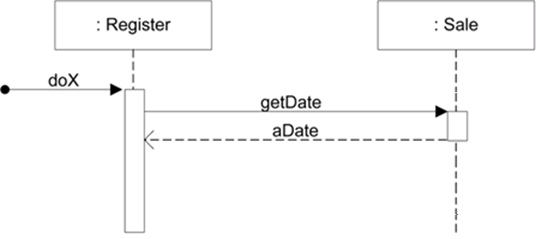 : Register
: Sale
doX
getDate
aDate